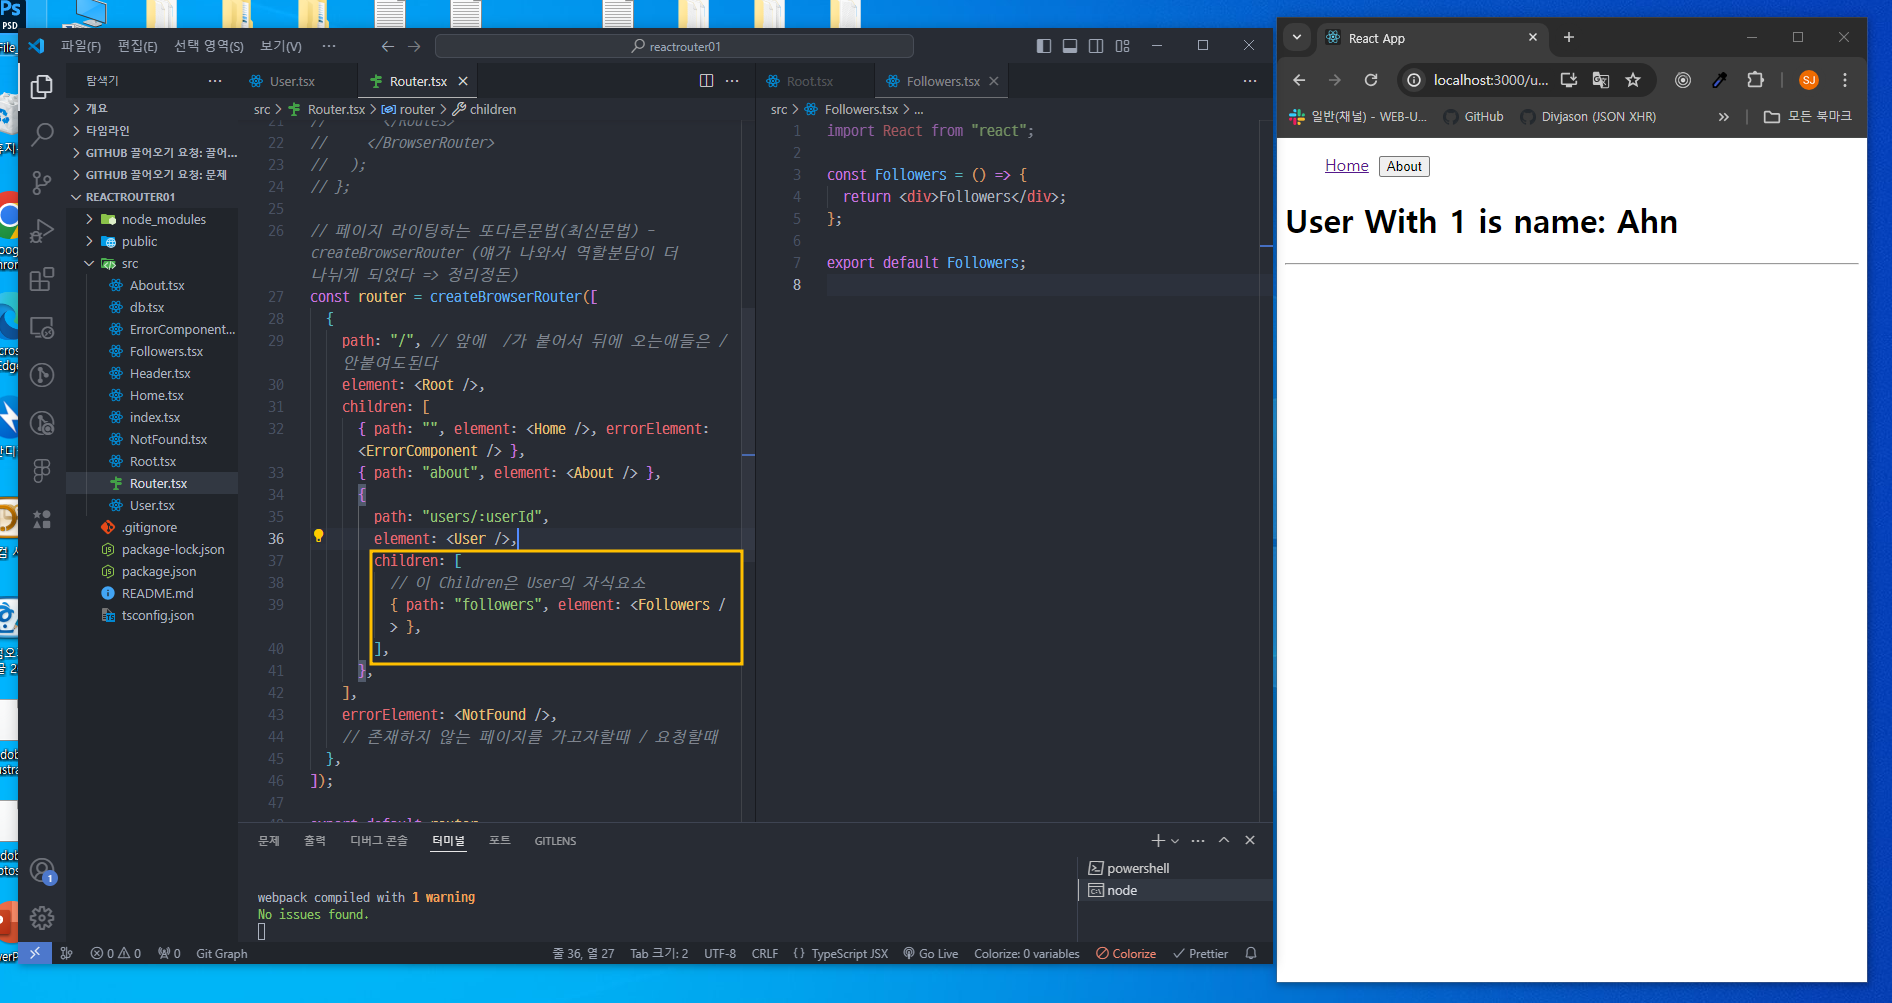 PSD
파일(F) 편집(E) 선택 영역(S) 보기(V) ···
reactrouter01
탐색기
개요
타임라인
GITHUB 끌어오기 요청: 끌어...
GITHUB 끌어오기 요청: 문제
REACTROUTER01
node_modules
public
src
About.tsx
db.tsx
ErrorComponent...
Followers.tsx
Header.tsx
Home.tsx
index.tsx
NotFound.tsx
Root.tsx
Router.tsx
User.tsx
.gitignore
package-lock.json
package.json
README.md
tsconfig.json
User.tsx Router.tsx
src > Router.tsx > router > children
21 // </Routes>
22 // </BrowserRouter>
23 // );
24 // };
25
26 // 페이지 라이팅하는 또다른문법(최신문법) -
createBrowserRouter (얘가 나와서 역할분담이 더
나뉘게 되었다 => 정리정돈)
27 const router = createBrowserRouter([
28 {
29 path: "/", // 앞에 /가 붙어서 뒤에 오는애들은 /
안붙여도된다
30 element: <Root />,
31 children: [
32 { path: "", element: <Home />, errorElement:
<ErrorComponent /> },
33 { path: "about", element: <About /> },
34 {
35 path: "users/:userId",
36 element: <User />,
37 children: [
38 // 이 Children은 User의 자식요소
39 { path: "followers", element: <Followers /
> },
40 ],
41 },
42 ],
43 errorElement: <NotFound />,
44 // 존재하지 않는 페이지를 가고자할때 / 요청할때
45 },
46 ]);
47
48 export default router
Root.tsx Followers.tsx
src > Followers.tsx > ...
1 import React from "react";
2
3 const Followers = () => {
4 return <div>Followers</div>;
5 };
6
7 export default Followers;
8
문제 출력 디버그 콘솔 터미널 포트 GITLENS
webpack compiled with 1 warning
No issues found.
powershell
node
1
0 0 0 Git Graph 줄 36, 열 27 Tab 크기: 2 UTF-8 CRLF {} TypeScript JSX Go Live Colorize: 0 variables Colorize Prettier
React App
localhost:3000/u...
SJ
일반(채널) - WEB-U... GitHub Divjason (JSON XHR) » 모든 북마크
Home About
User With 1 is name: Ahn